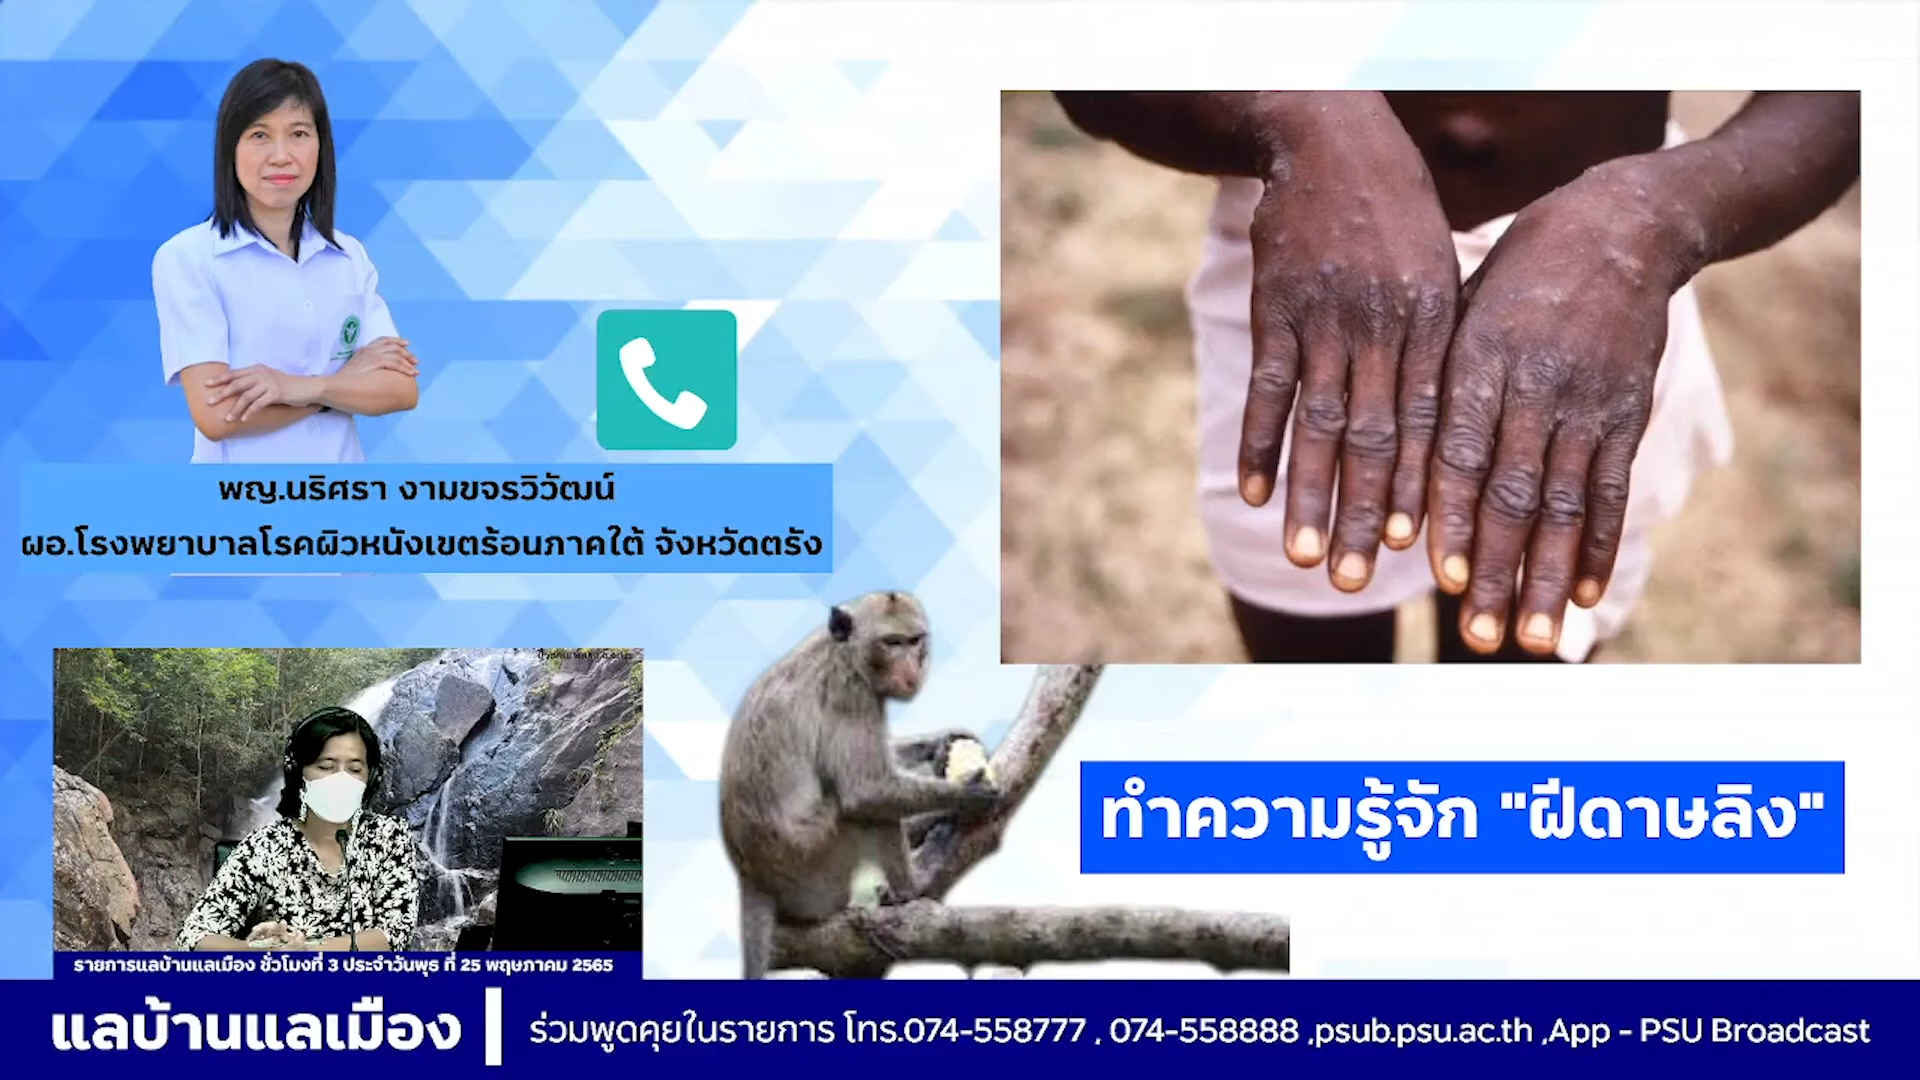 พญ.นริศรา งามขจรวิวัฒน์
ผอ.โรงพยาบาลโรคผิวหนังเขตร้อนภาคใต้ จังหวัดตรัง
ทำความรู้จัก "ฝีดาษลิง"
รายการแลบ้านแลเมือง ชั่วโมงที่ 3 ประจำวันพุธ ที่ 25 พฤษภาคม 2565
แลบ้านแลเมือง
ร่วมพูดคุยในรายการ โทร.074-558777 , 074-558888 ,psub.psu.ac.th ,App - PSU Broadcast